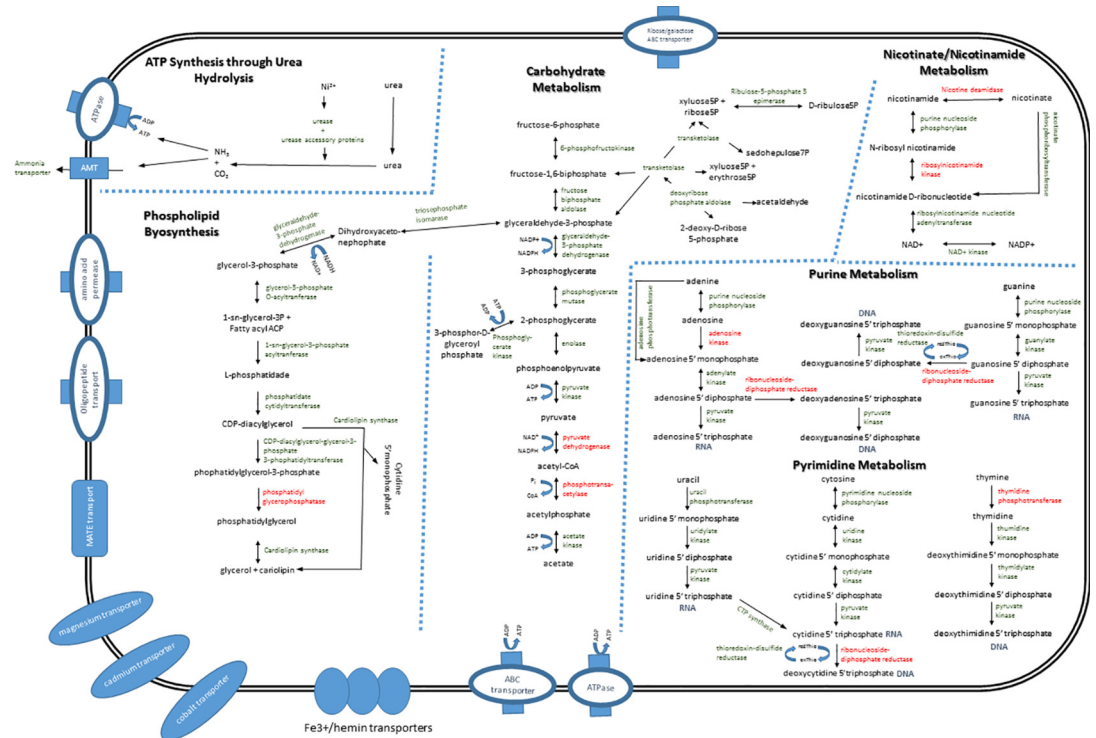 Ribose/galactose
ABC transporter
ATP Synthesis through Urea
Hydrolysis
ATPase
ADP
ATP
Ni²⁺
urea
urease
+
urease accessory proteins
NH₃
+
CO₂
urea
Ammonia
transporter
AMT
Carbohydrate
Metabolism
fructose-6-phosphate
6-phosphofructokinase
fructose-1,6-biphosphate
fructose
biphosphate
aldolase
glyceraldehyde-3-phosphate
NADP+
NADPH
glyceraldehyde-
3-phosphate
dehydrogenase
3-phosphoglycerate
phosphoglycerate
mutase
ADP
ATP
2-phosphoglycerate
3-phosphor-D-
glyceroyl
phosphate
Phosphogly-
cerate
kinase
enolase
phosphoenolpyruvate
ADP
ATP
pyruvate
kinase
pyruvate
NAD⁺
NADPH
pyruvate
dehydrogenase
acetyl-CoA
Pᵢ
CoA
phosphotransa-
cetylase
acetylphosphate
ADP
ATP
acetate
kinase
acetate
xyluose5P +
ribose5P
Ribulose-5-phosphate 3
epimerase
D-ribulose5P
transketolase
sedohepulose7P
transketolase
xyluose5P +
erythrose5P
deoxyribose
phosphate aldolase
acetaldehyde
2-deoxy-D-ribose
5-phosphate
triosephosphate
isomarase
Nicotinate/Nicotinamide
Metabolism
nicotinamide
Nicotine deamidase
nicotinate
purine nucleoside
phosphorylase
nicotinate
phosphoribosyltransferase
N-ribosyl nicotinamide
ribosylnicotinamide
kinase
nicotinamide D-ribonucleotide
ribosylnicotinamide nucleotide
adenyltransferase
NAD+
NADP+
NAD+ kinase
Phospholipid
Byosynthesis
glyceraldehyde-
3-phosphate
dehydrogenase
Dihydroxyaceto-
nephophate
NAD+
NADH
glycerol-3-phosphate
glycerol-3-phosphate
O-acyltranferase
1-sn-glycerol-3P +
Fatty acyl ACP
1-sn-glycerol-3-phosphate
acyltranferase
L-phosphatidade
phosphatidate
cytidyltransferase
Cardiolipin synthase
CDP-diacylglycerol
CDP-diacylglycerol-glycerol-3-
phosphate
3-phophatidyltransferase
phophatidylglycerol-3-phosphate
Cytidine
5'monophosphate
phosphatidyl
glycerophosphatase
phosphatidylglycerol
Cardiolipin synthase
glycerol + cariolipin
Purine Metabolism
adenine
adenosine
phosphotransferase
purine nucleoside
phosphorylase
adenosine
adenosine
kinase
adenosine 5' monophosphate
adenylate
kinase
ribonucleoside-
diphosphate reductase
adenosine 5' diphosphate
pyruvate
kinase
adenosine 5' triphosphate
RNA
DNA
deoxyguanosine 5' triphosphate
pyruvate
kinase
thioredoxin-disulfide
reductase
redThio
oxThio
deoxyguanosine 5' diphosphate
ribonucleoside-
diphosphate reductase
deoxyadenosine 5' triphosphate
pyruvate
kinase
deoxyguanosine 5' diphosphate
DNA
guanine
purine nucleoside
phosphorylase
guanosine 5' monophosphate
guanylate
kinase
guanosine 5' diphosphate
pyruvate
kinase
guanosine 5' triphosphate
RNA
Pyrimidine Metabolism
uracil
uracil
phosphotransferase
uridine 5' monophosphate
uridylate
kinase
uridine 5' diphosphate
pyruvate
kinase
uridine 5' triphosphate
RNA
CTP synthase
cytosine
pyrimidine nucleoside
phosphorylase
cytidine
uridine
kinase
cytidine 5' monophosphate
cytidylate
kinase
cytidine 5' diphosphate
pyruvate
kinase
cytidine 5' triphosphate RNA
thioredoxin-disulfide
reductase
redThio
oxThio
ribonucleoside-
diphosphate reductase
deoxycytidine 5'triphosphate DNA
thymine
thymidine
phosphotransferase
thymidine
thumidine
kinase
deoxythimidine 5' monophosphate
thymidylate
kinase
deoxythimidine 5' diphosphate
pyruvate
kinase
deoxythimidine 5' triphosphate
DNA
amino acid
permease
Oligopeptide
transport
MATE transport
magnesium transporter
cadmium transporter
cobalt transporter
Fe3+/hemin transporters
ADP
ATP
ABC
transporter
ADP
ATP
ATPase